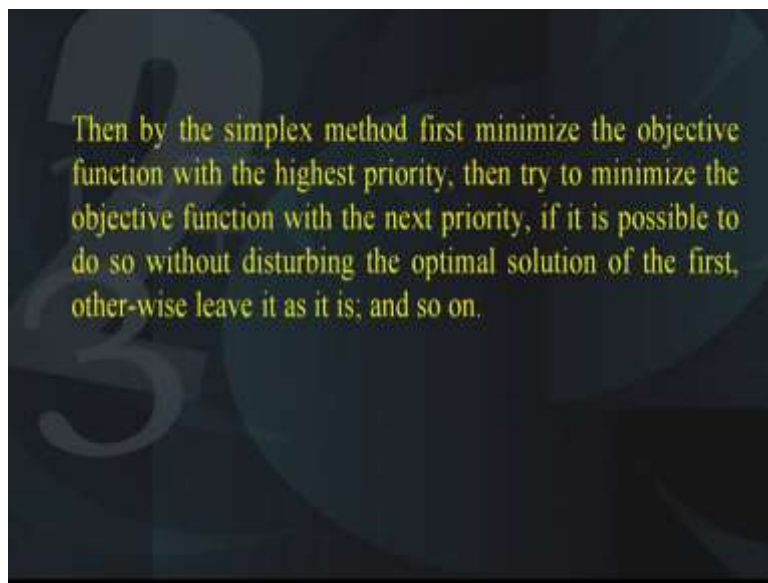 Then by the simplex method first minimize the objective
function with the highest priority, then try to minimize the
objective function with the next priority, if it is possible to
do so without disturbing the optimal solution of the first,
other-wise leave it as it is; and so on.